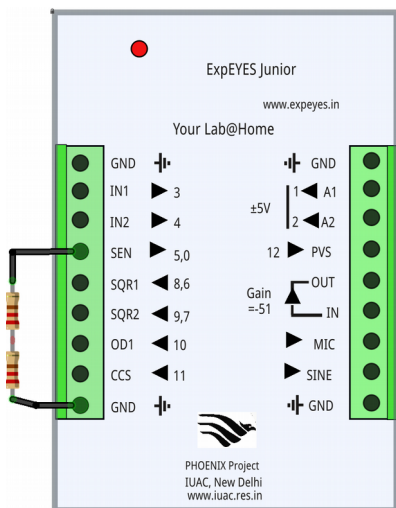 ExpEYES Junior
www.expeyes.in
Your Lab@Home
GND
IN1 3
IN2 4
SEN 5,0
SQR1 8,6
SQR2 9,7
OD1 10
CCS 11
GND
GND
1 A1
±5V
2 A2
12 PVS
OUT
Gain
=-51
IN
MIC
SINE
GND
PHOENIX Project
IUAC, New Delhi
www.iuac.res.in